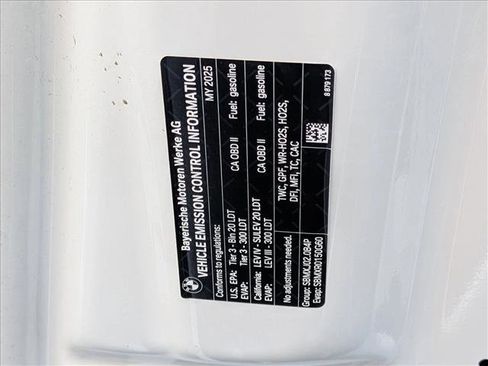 Bayerische Motoren Werke AG
VEHICLE EMISSION CONTROL INFORMATION
Conforms to regulations: MY 2025
U.S. EPA: Tier 3 - Bin 20 LDT CA OBD II Fuel: gasoline
EVAP: Tier 3 - 300 LDT
California: LEV IV - SULEV 20 LDT CA OBD II Fuel: gasoline
EVAP: LEV III - 300 LDT
No adjustments needed. TWC, GPF, WR-HO2S, HO2S,
Group: SBMXJ02.0B4P DFI, MFI, TC, CAC
Evap: SBMXR0150G60
8 879 173